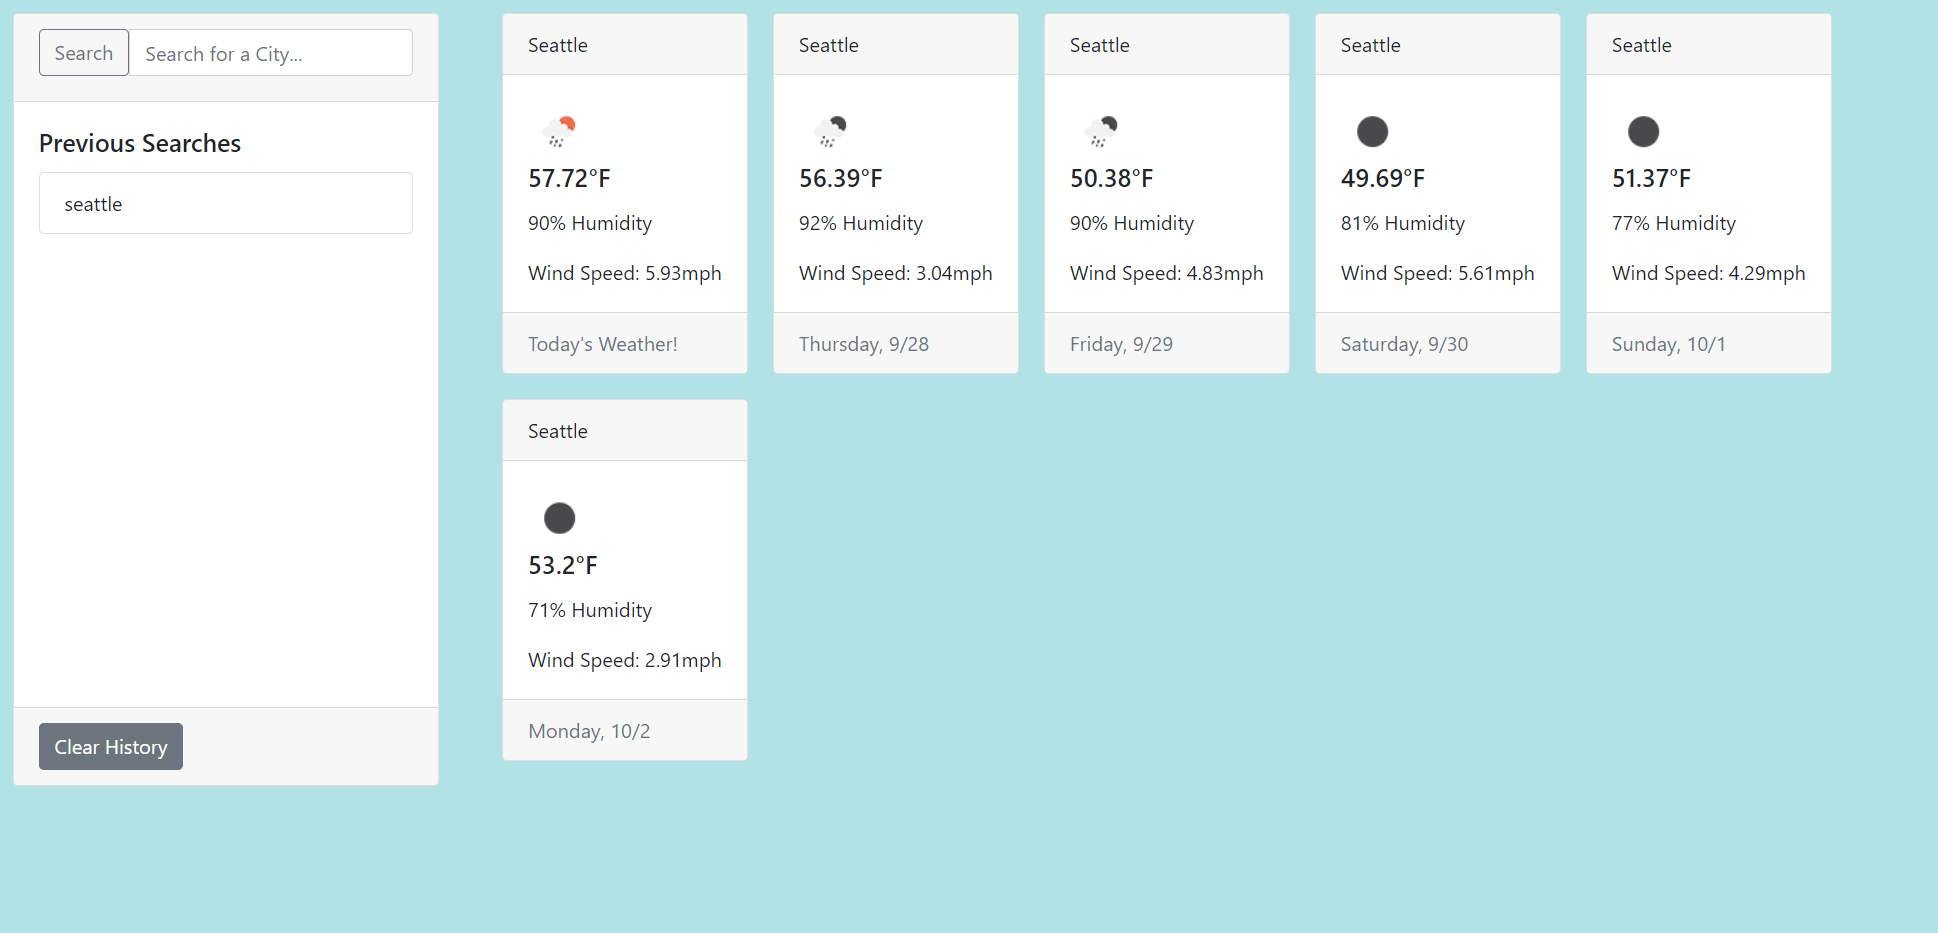 Search
Search for a City...
Previous Searches
seattle
Clear History
Seattle
57.72°F
90% Humidity
Wind Speed: 5.93mph
Today's Weather!
Seattle
56.39°F
92% Humidity
Wind Speed: 3.04mph
Thursday, 9/28
Seattle
50.38°F
90% Humidity
Wind Speed: 4.83mph
Friday, 9/29
Seattle
49.69°F
81% Humidity
Wind Speed: 5.61mph
Saturday, 9/30
Seattle
51.37°F
77% Humidity
Wind Speed: 4.29mph
Sunday, 10/1
Seattle
53.2°F
71% Humidity
Wind Speed: 2.91mph
Monday, 10/2